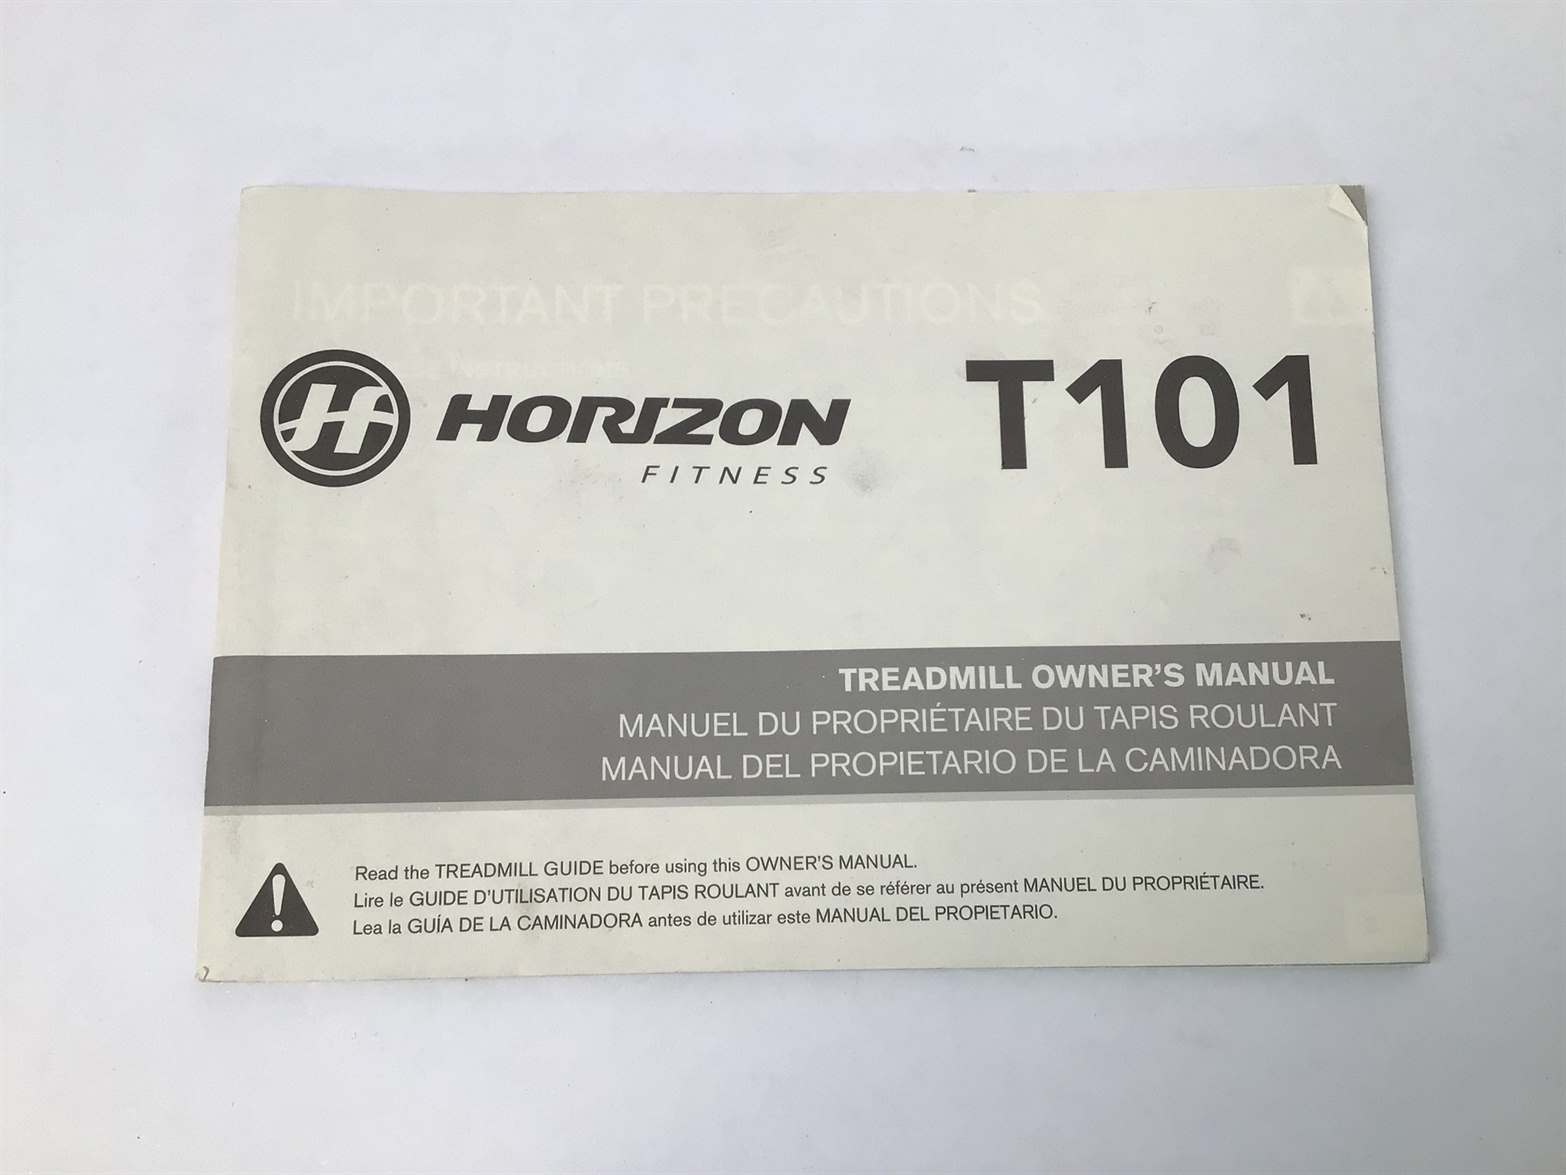 IMPORTANT PRECAUTIONS
HORIZON
FITNESS
T101
TREADMILL OWNER'S MANUAL
MANUEL DU PROPRIÉTAIRE DU TAPIS ROULANT
MANUAL DEL PROPIETARIO DE LA CAMINADORA
Read the TREADMILL GUIDE before using this OWNER'S MANUAL.
Lire le GUIDE D'UTILISATION DU TAPIS ROULANT avant de se référer au présent MANUEL DU PROPRIÉTAIRE.
Lea la GUÍA DE LA CAMINADORA antes de utilizar este MANUAL DEL PROPIETARIO.